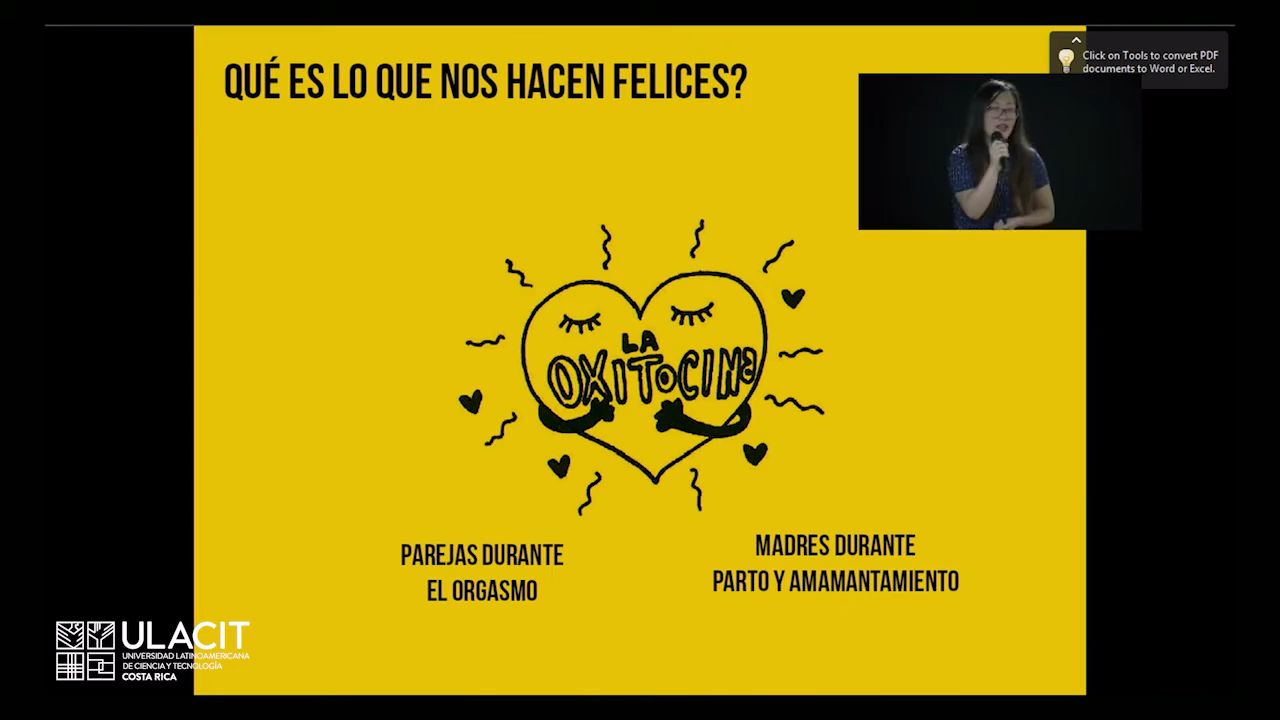 QUÉ ES LO QUE NOS HACEN FELICES?
Click on Tools to convert PDF
documents to Word or Excel.
LA
OXITOCINA
PAREJAS DURANTE
EL ORGASMO
MADRES DURANTE
PARTO Y AMAMANTAMIENTO
ULACIT
UNIVERSIDAD LATINOAMERICANA
DE CIENCIA Y TECNOLOGÍA
COSTA RICA